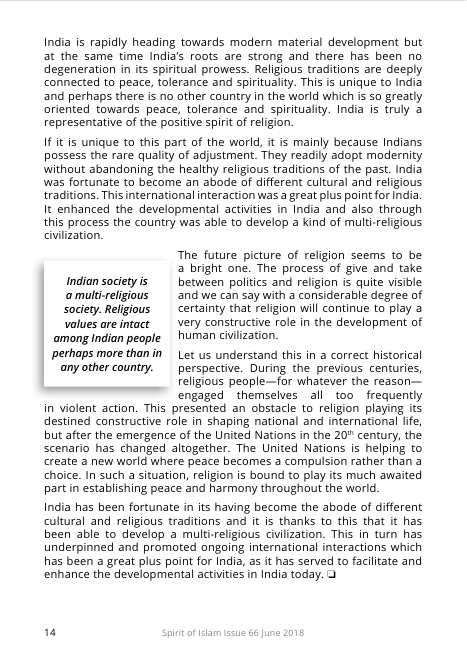 India is rapidly heading towards modern material development but
at the same time India's roots are strong and there has been no
degeneration in its spiritual prowess. Religious traditions are deeply
connected to peace, tolerance and spirituality. This is unique to India
and perhaps there is no other country in the world which is so greatly
oriented towards peace, tolerance and spirituality. India is truly a
representative of the positive spirit of religion.
If it is unique to this part of the world, it is mainly because Indians
possess the rare quality of adjustment. They readily adopt modernity
without abandoning the healthy religious traditions of the past. India
was fortunate to become an abode of different cultural and religious
traditions. This international interaction was a great plus point for India.
It enhanced the developmental activities in India and also through
this process the country was able to develop a kind of multi-religious
civilization.
Indian society is
a multi-religious
society. Religious
values are intact
among Indian people
perhaps more than in
any other country.
The future picture of religion seems to be
a bright one. The process of give and take
between politics and religion is quite visible
and we can say with a considerable degree of
certainty that religion will continue to play a
very constructive role in the development of
human civilization.
Let us understand this in a correct historical
perspective. During the previous centuries,
religious people—for whatever the reason—
engaged themselves all too frequently
in violent action. This presented an obstacle to religion playing its
destined constructive role in shaping national and international life,
but after the emergence of the United Nations in the 20th century, the
scenario has changed altogether. The United Nations is helping to
create a new world where peace becomes a compulsion rather than a
choice. In such a situation, religion is bound to play its much awaited
part in establishing peace and harmony throughout the world.
India has been fortunate in its having become the abode of different
cultural and religious traditions and it is thanks to this that it has
been able to develop a multi-religious civilization. This in turn has
underpinned and promoted ongoing international interactions which
has been a great plus point for India, as it has served to facilitate and
enhance the developmental activities in India today. ❏
14
Spirit of Islam Issue 66 June 2018